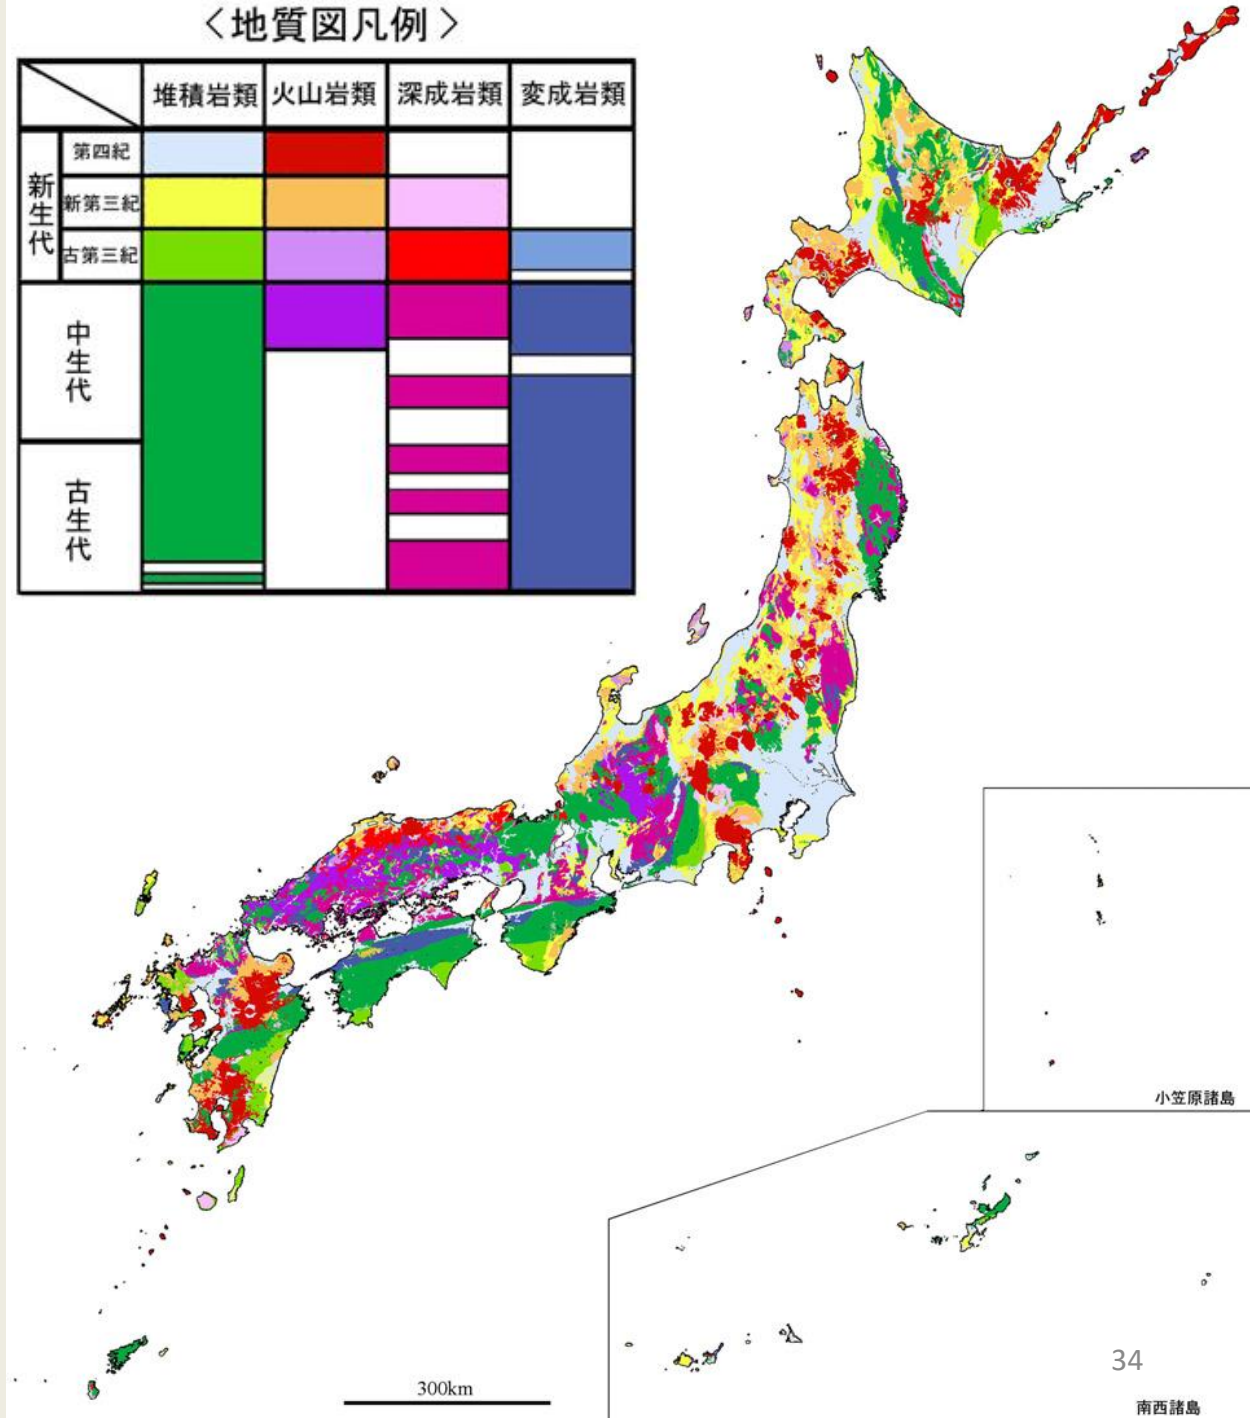 ＜地質図凡例＞
堆積岩類 火山岩類 深成岩類 変成岩類
新生代
第四紀
新第三紀
古第三紀
中生代
古生代
小笠原諸島
300km
34
南西諸島